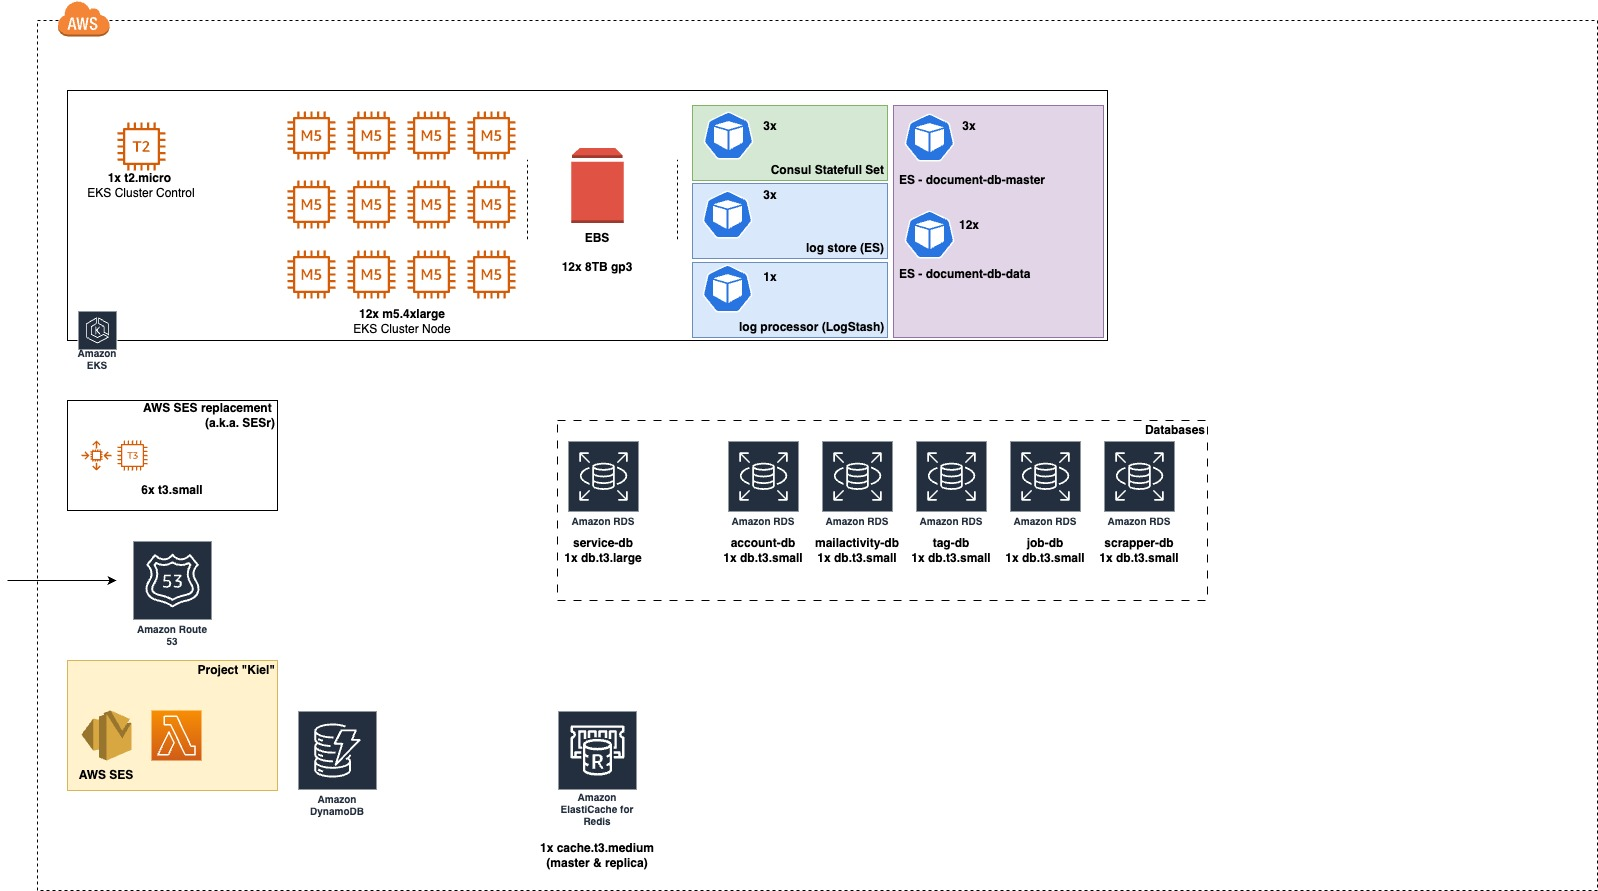 AWS
T2
1x t2.micro
EKS Cluster Control
M5 M5 M5 M5
M5 M5 M5 M5
M5 M5 M5 M5
12x m5.4xlarge
EKS Cluster Node
EBS
12x 8TB gp3
3x
Consul Statefull Set
3x
log store (ES)
1x
log processor (LogStash)
3x
ES - document-db-master
12x
ES - document-db-data
K
Amazon
EKS
AWS SES replacement
(a.k.a. SESr)
T3
6x t3.small
Databases
Amazon RDS
service-db
1x db.t3.large
Amazon RDS
account-db
1x db.t3.small
Amazon RDS
mailactivity-db
1x db.t3.small
Amazon RDS
tag-db
1x db.t3.small
Amazon RDS
job-db
1x db.t3.small
Amazon RDS
scrapper-db
1x db.t3.small
53
Amazon Route
53
Project "Kiel"
AWS SES
Amazon
DynamoDB
R
Amazon
ElastiCache for
Redis
1x cache.t3.medium
(master & replica)